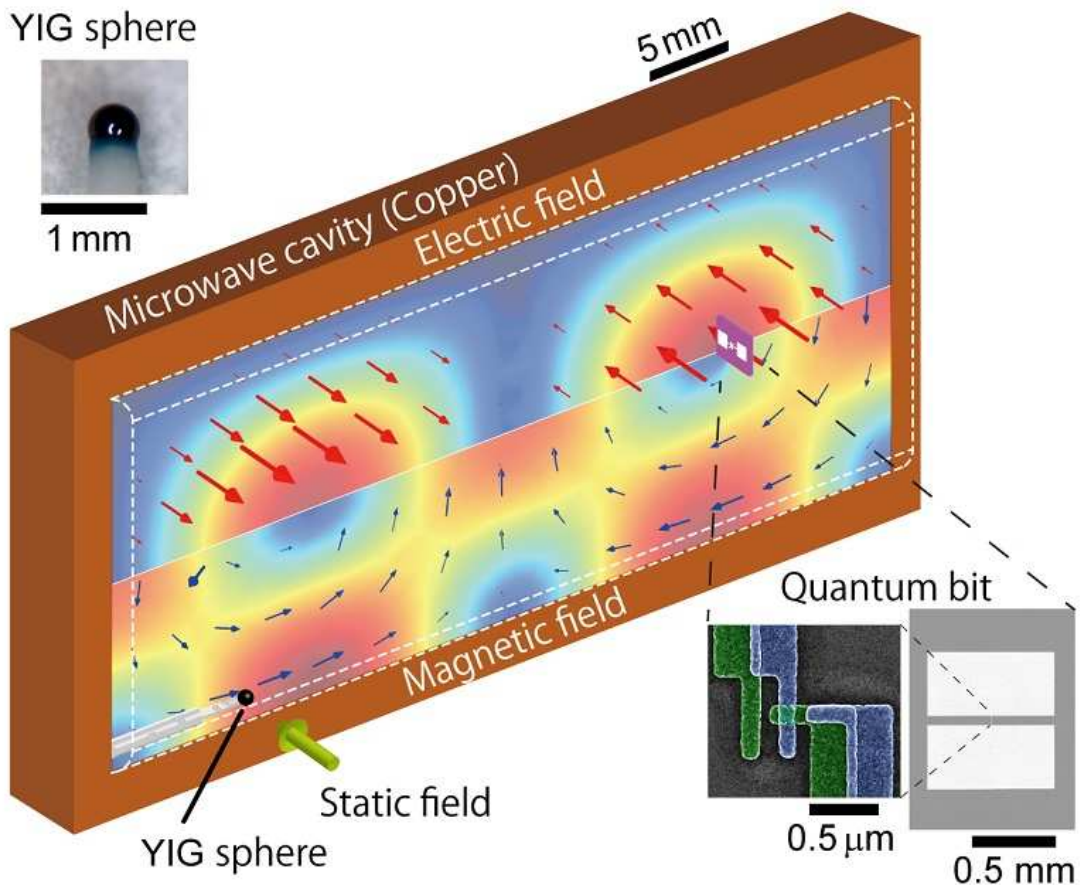 YIG sphere
1 mm
5 mm
Microwave cavity (Copper)
Electric field
Magnetic field
Static field
YIG sphere
Quantum bit
0.5 μm
0.5 mm